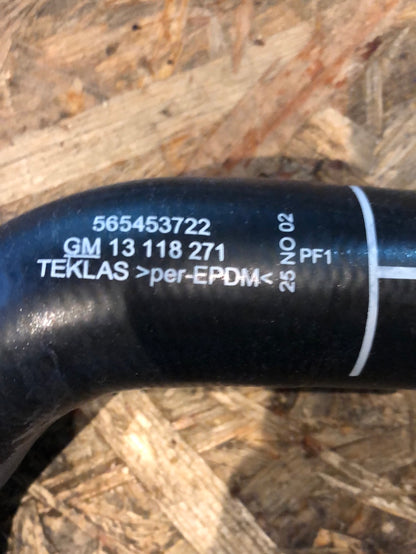 565453722
GM 13 118 271
TEKLAS >per-EPDM<
25 NO 02
PF1